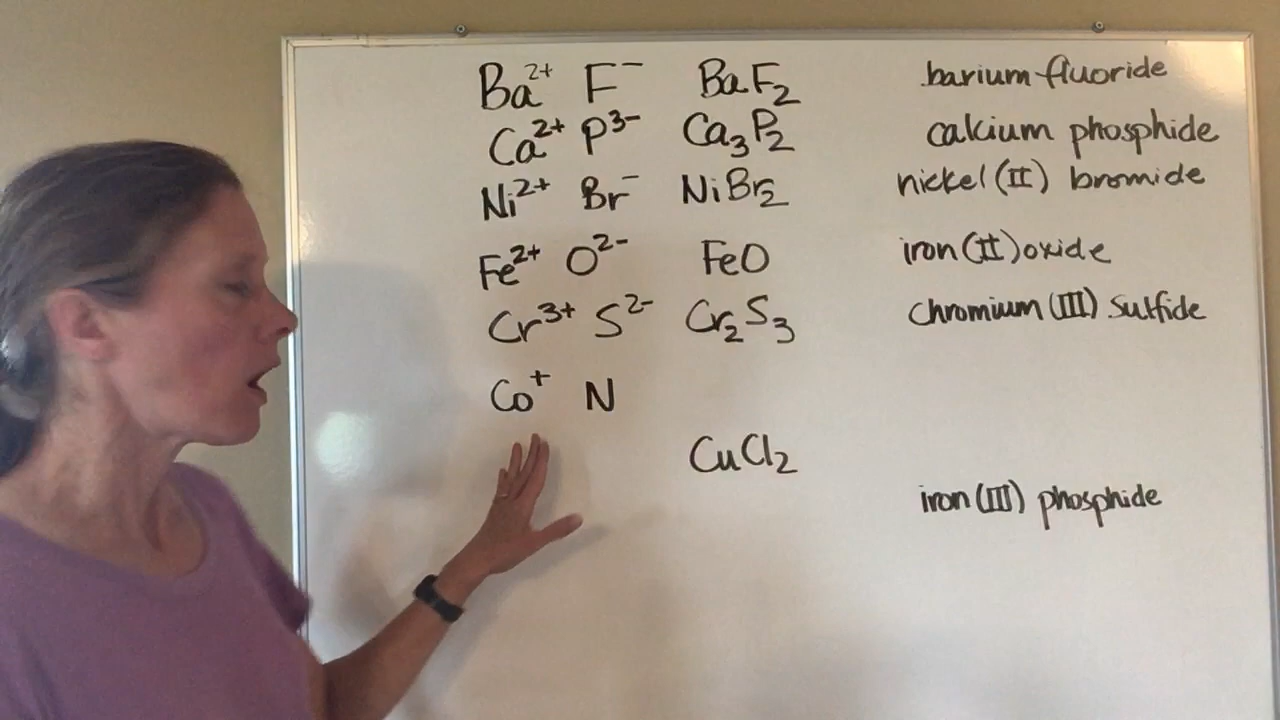 Ba²⁺ F⁻ BaF₂ barium fluoride
Ca²⁺ P³⁻ Ca₃P₂ calcium phosphide
Ni²⁺ Br⁻ NiBr₂ nickel (II) bromide
Fe²⁺ O²⁻ FeO iron (II) oxide
Cr³⁺ S²⁻ Cr₂S₃ chromium (III) sulfide
Co⁺ N
CuCl₂
iron (III) phosphide